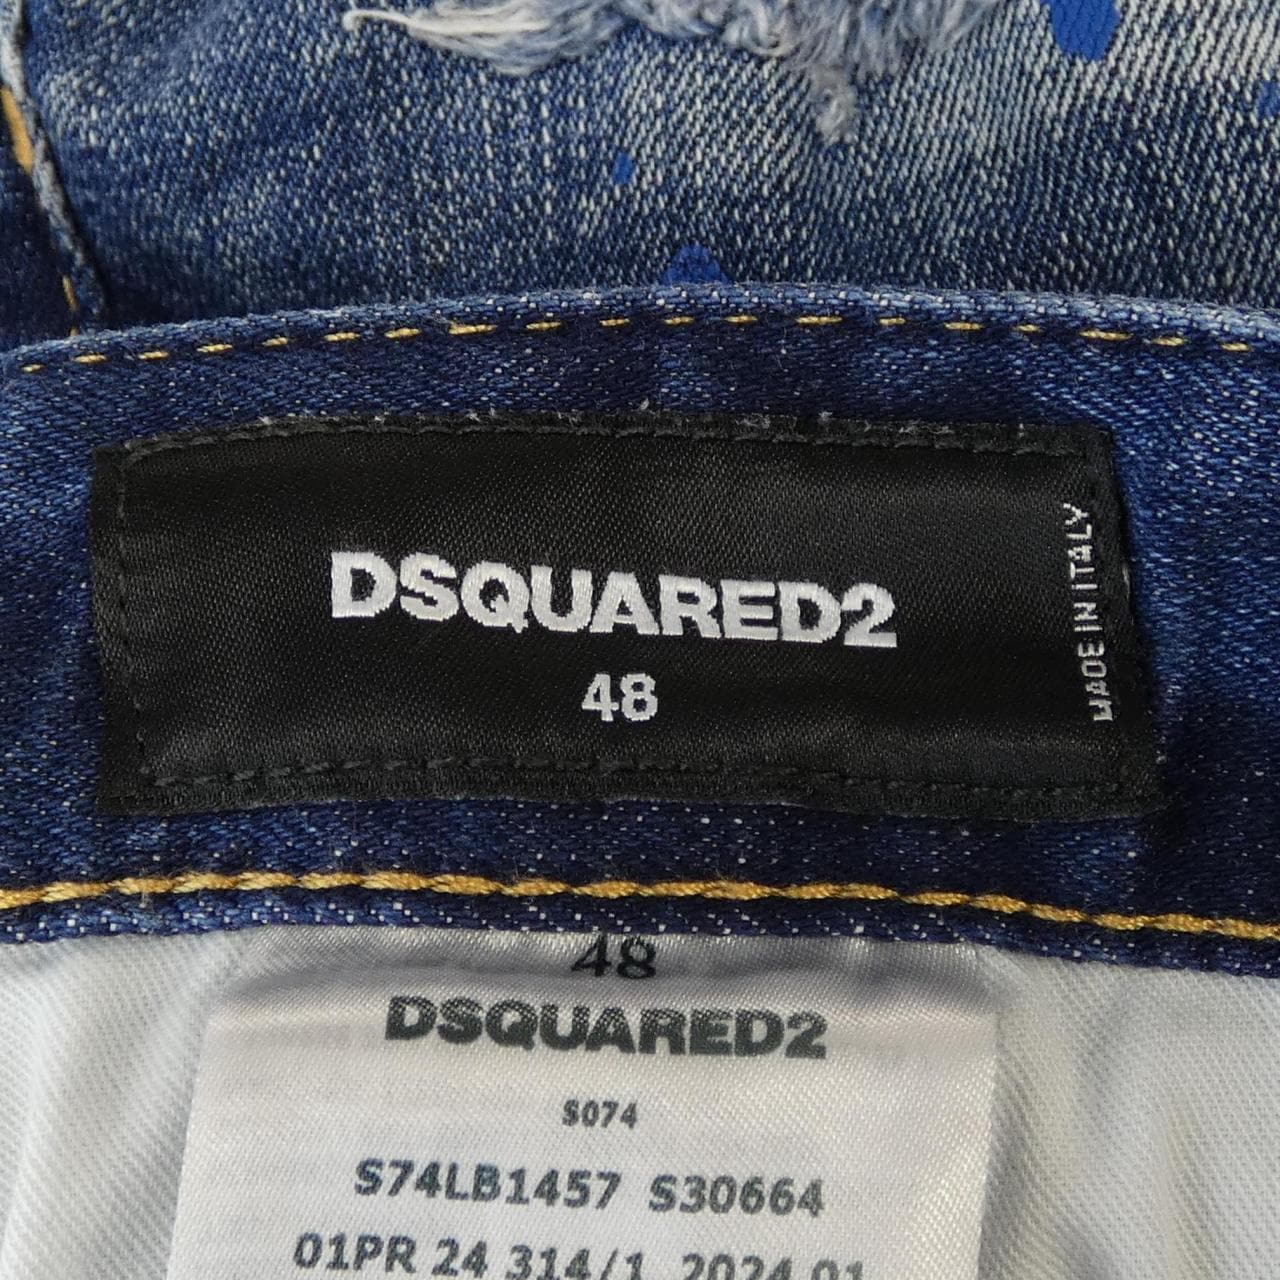 DSQUARED2
48
MADE IN ITALY
48
DSQUARED2
S074
S74LB1457 S30664
01PR 24 314/1 2024.01